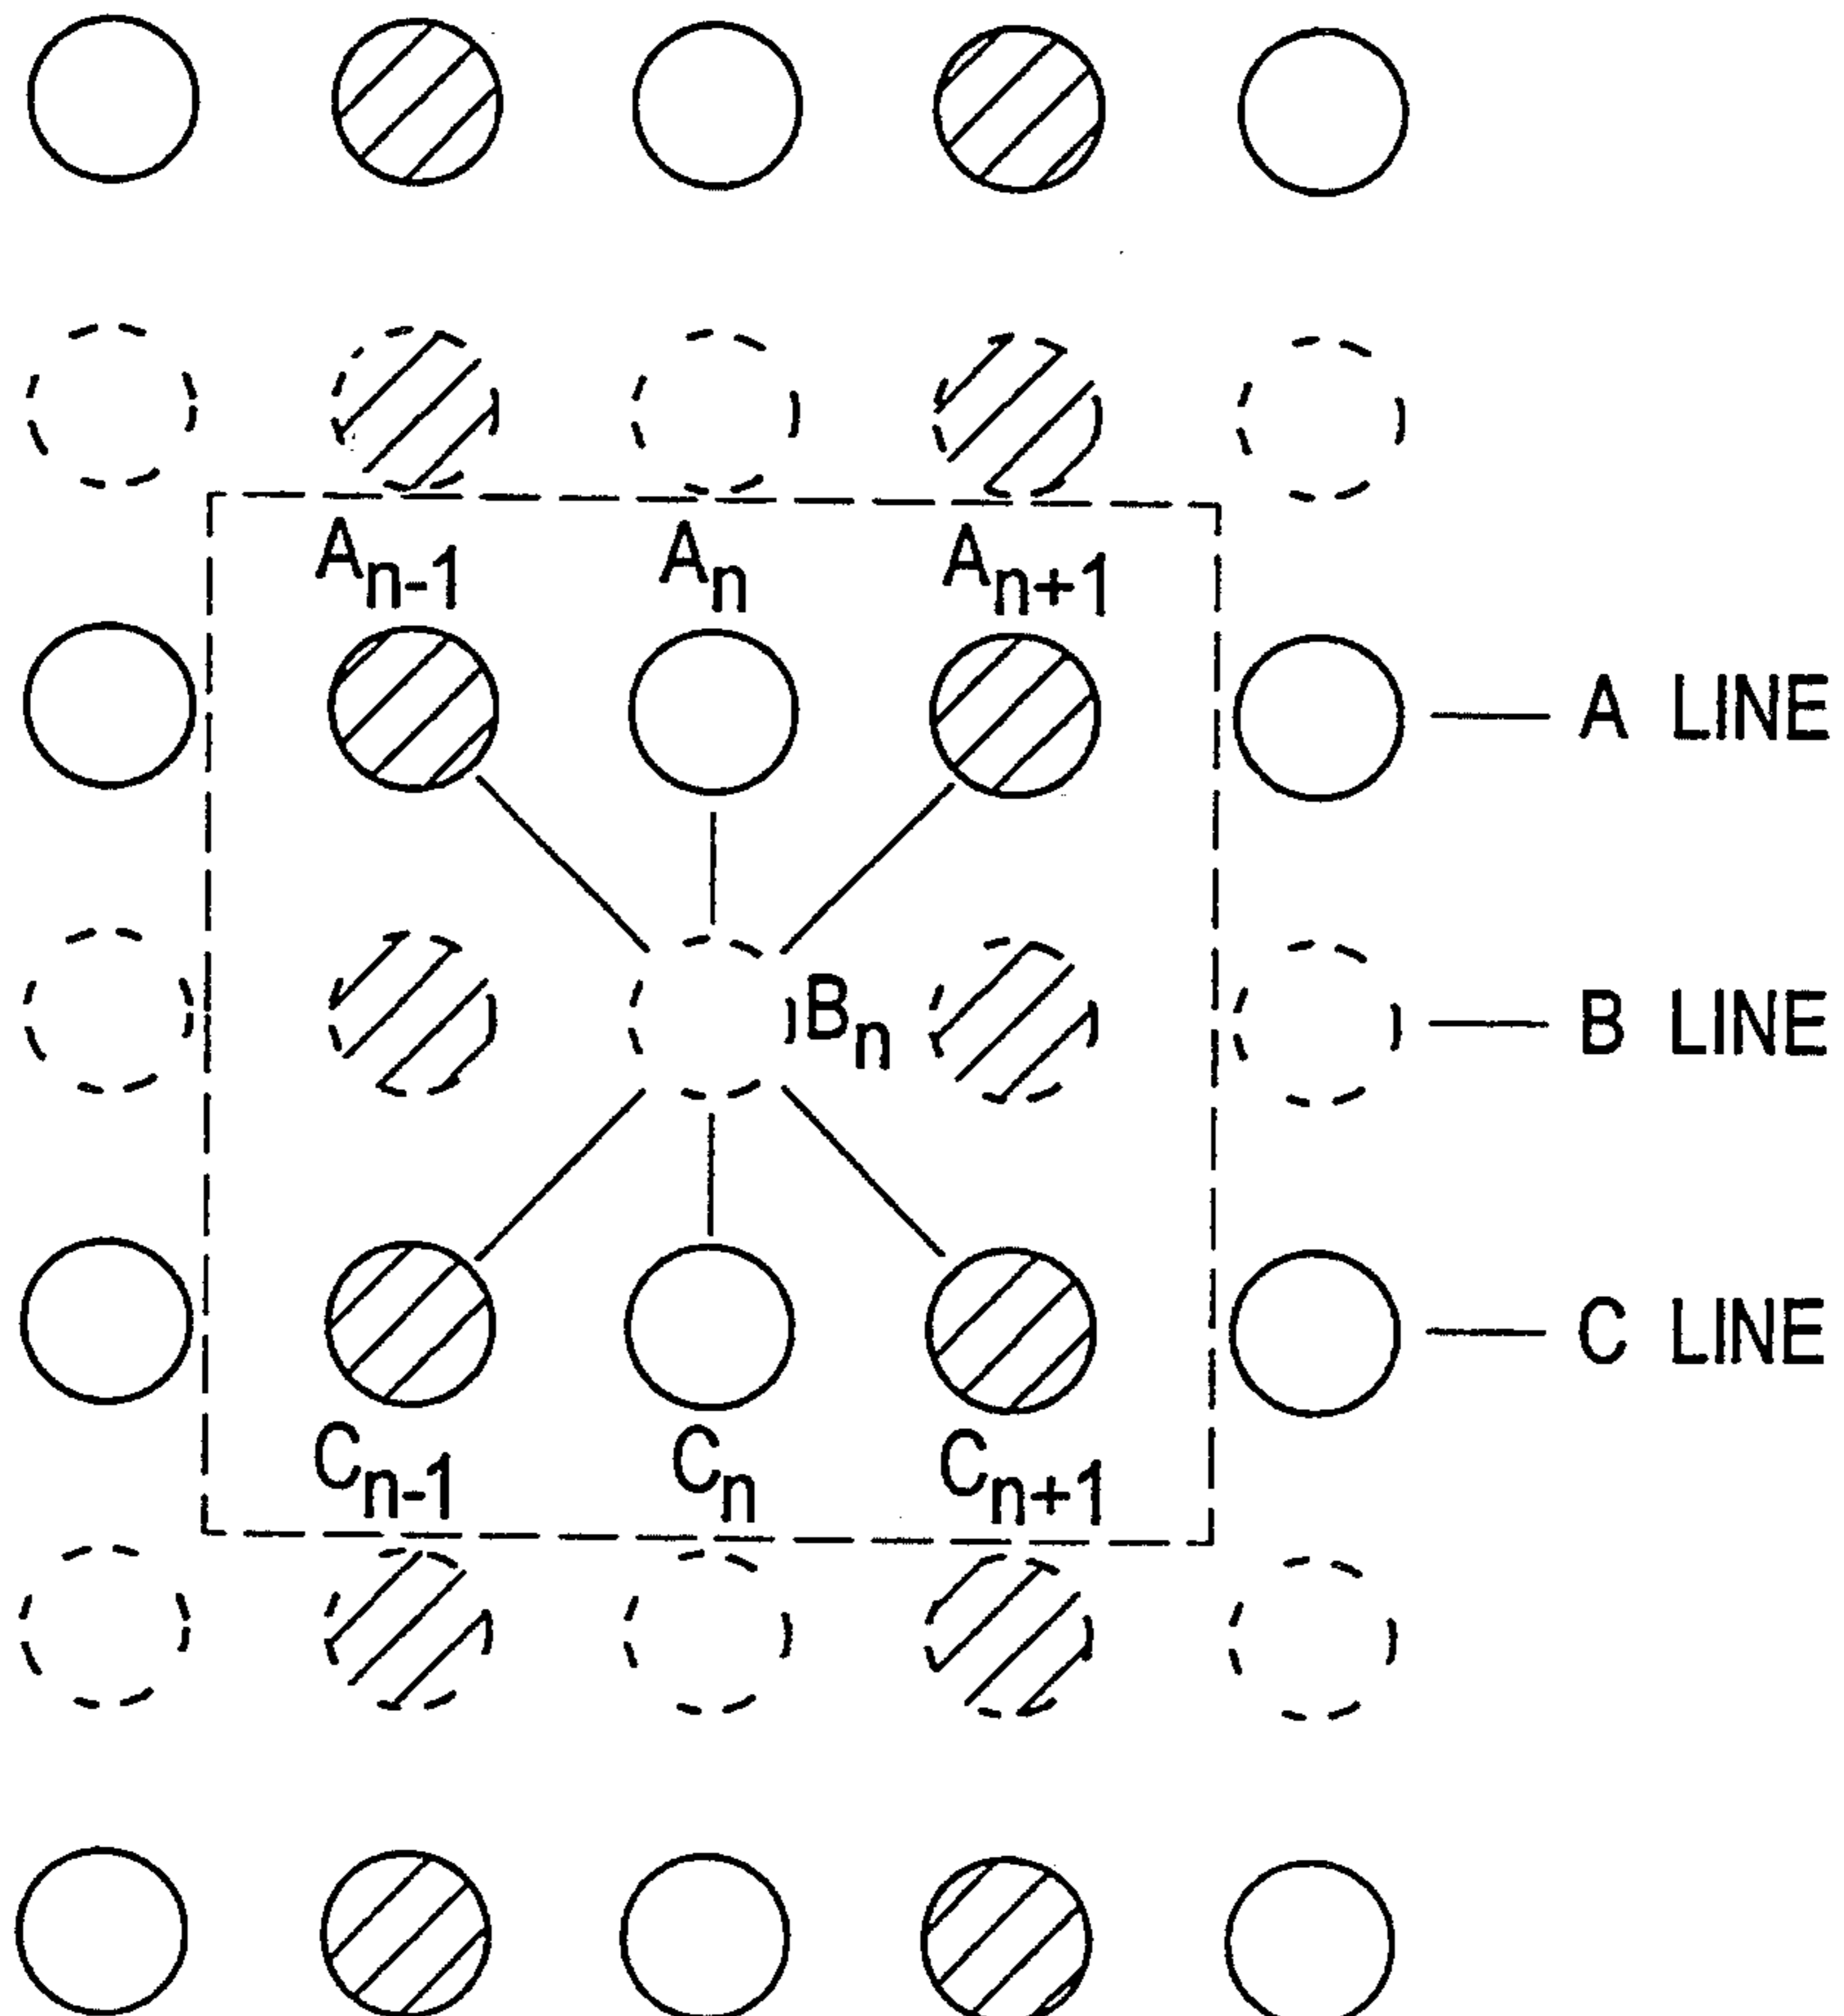 Aₙ₋₁ Aₙ Aₙ₊₁
A LINE
Bₙ
B LINE
C LINE
Cₙ₋₁ Cₙ Cₙ₊₁